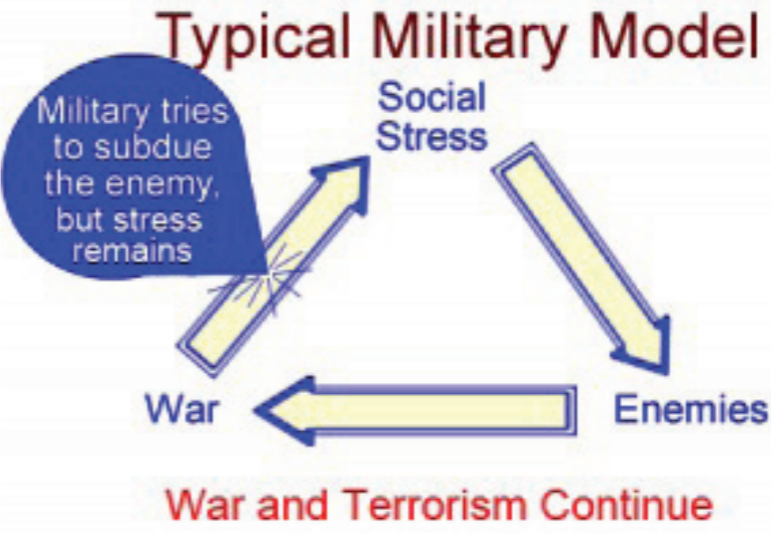 Typical Military Model
Military tries
to subdue
the enemy,
but stress
remains
Social
Stress
War
Enemies
War and Terrorism Continue